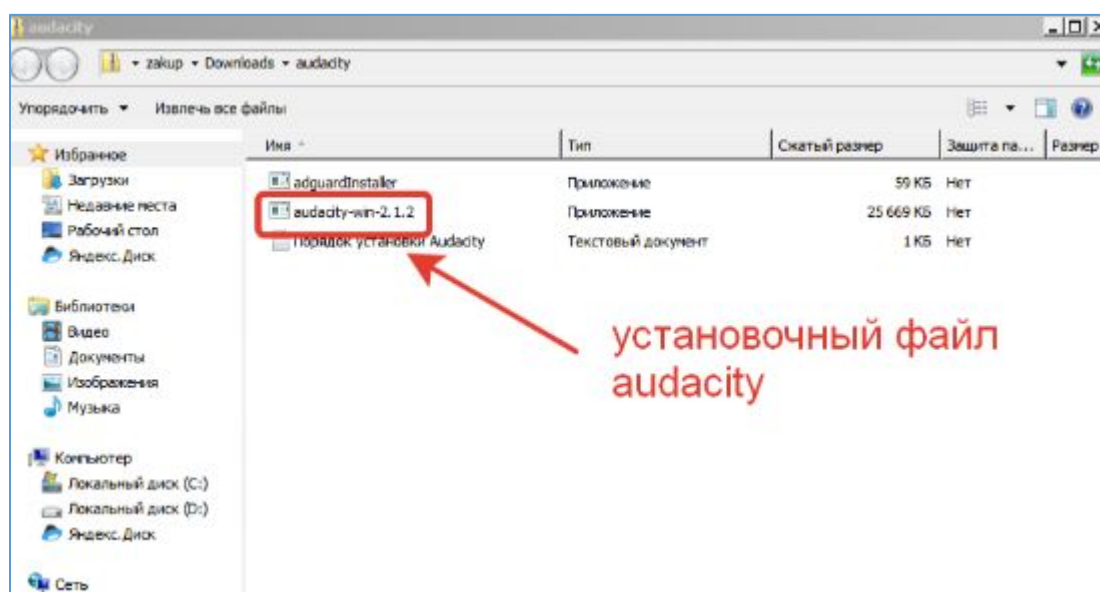 audacity
zakup Downloads audacity
Упорядочить Извлечь все файлы
Имя Тип Сжатый размер Защита па... Размер
Избранное
Загрузки
Недавние места
Рабочий стол
Яндекс.Диск
Библиотеки
Видео
Документы
Изображения
Музыка
Компьютер
Локальный диск (C:)
Локальный диск (D:)
Яндекс.Диск
Сеть
adguardInstaller Приложение 59 КБ Нет
audacity-win-2.1.2 Приложение 25 669 КБ Нет
Порядок установки Audacity Текстовый документ 1 КБ Нет
установочный файл
audacity